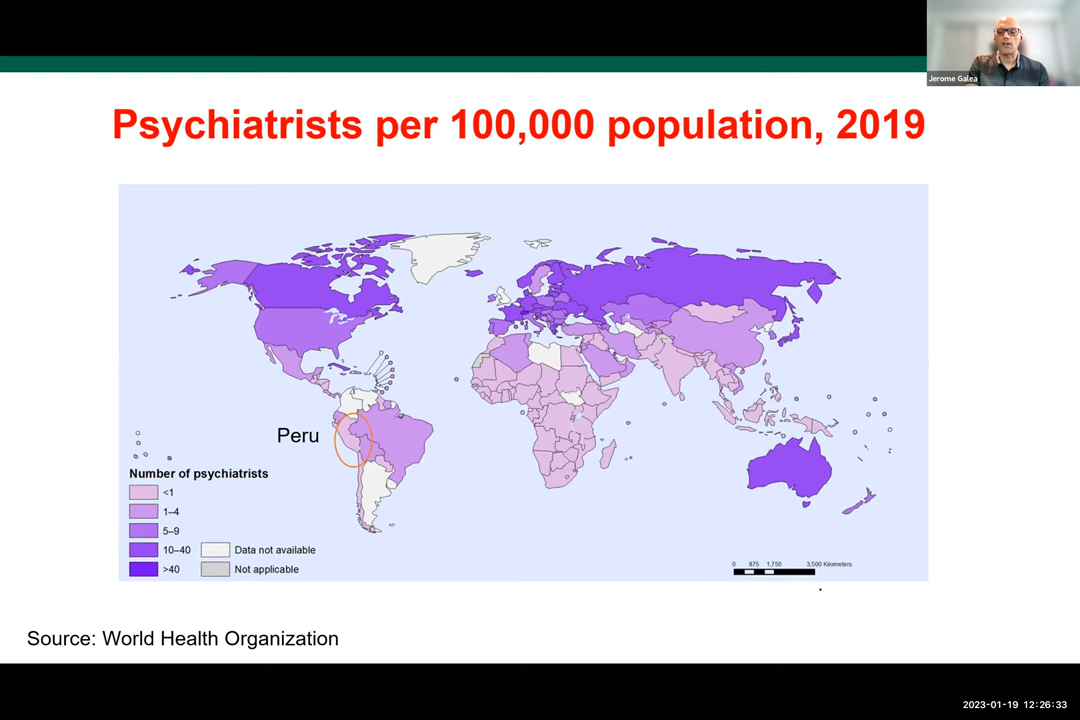 Jerome Galea
Psychiatrists per 100,000 population, 2019
Peru
Number of psychiatrists
<1
1–4
5–9
10–40
>40
Data not available
Not applicable
0 875 1,750 3,500 Kilometers
Source: World Health Organization
2023-01-19 12:26:33